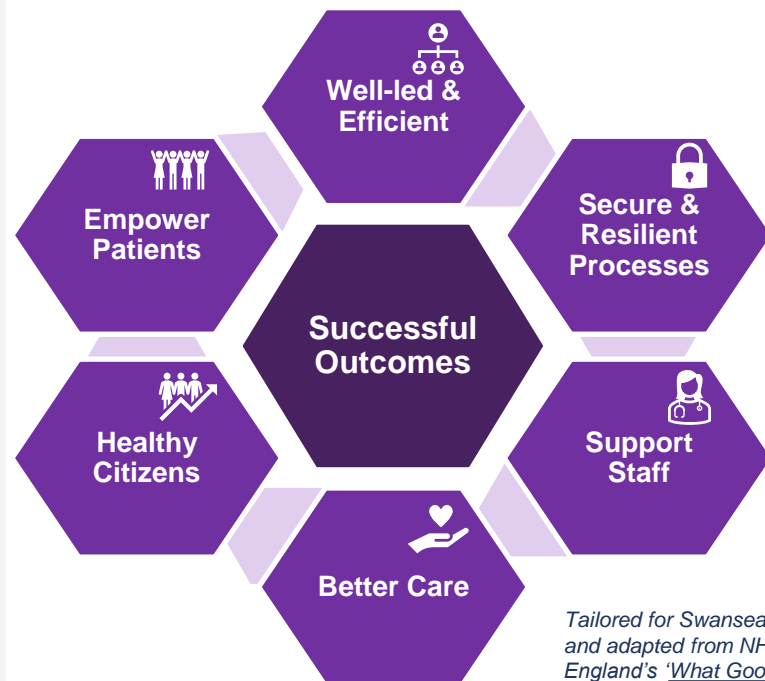 Well-led &
Efficient
Secure &
Resilient
Processes
Support
Staff
Better Care
Healthy
Citizens
Empower
Patients
Successful
Outcomes
Tailored for Swansea
and adapted from NH
England's 'What Goo